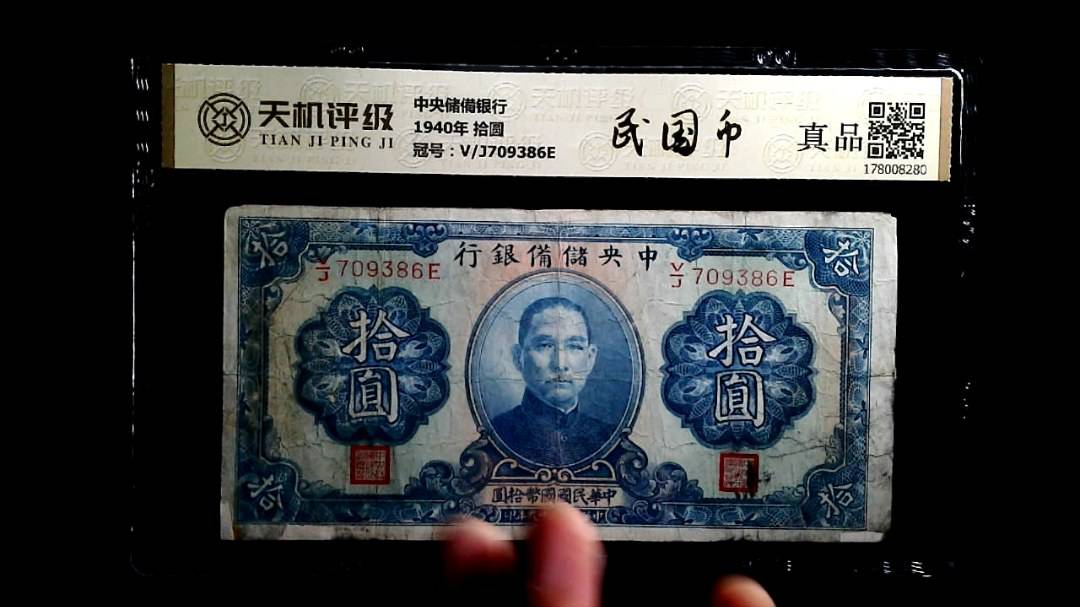 天机评级
TIAN JI PING JI
中央储備银行
1940年 拾圆
冠号：V/J709386E
民国币
真品
178008280
拾
拾
行銀備儲央中
V/J 709386E
V/J 709386E
拾圓
拾圓
圓拾幣國國民華中
拾
拾